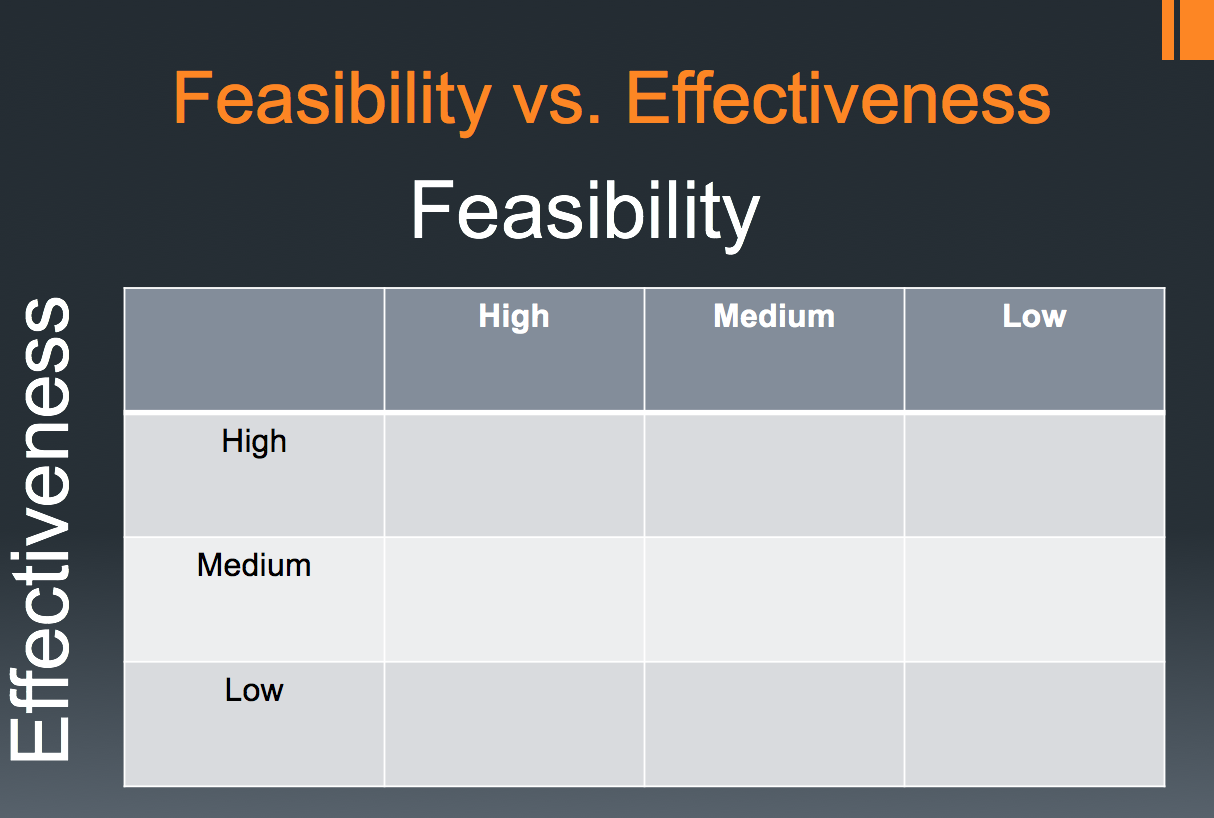 Feasibility vs. Effectiveness
Feasibility
Effectiveness
High Medium Low
High
Medium
Low